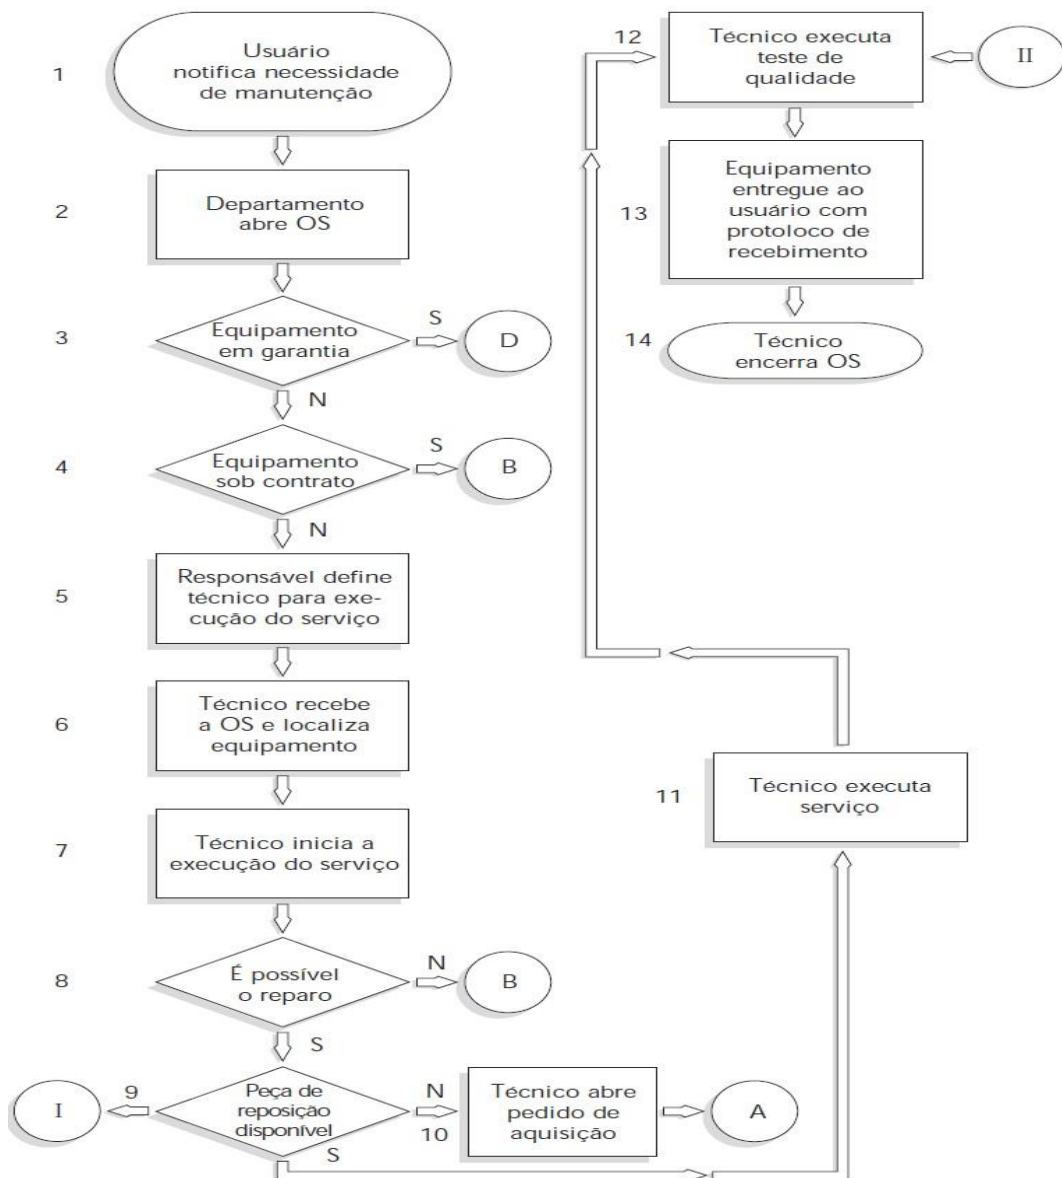 1
Usuário
notifica necessidade
de manutenção
2
Departamento
abre OS
3
Equipamento
em garantia
S
D
N
4
Equipamento
sob contrato
S
B
N
5
Responsável define
técnico para exe-
cução do serviço
6
Técnico recebe
a OS e localiza
equipamento
7
Técnico inicia a
execução do serviço
8
É possível
o reparo
N
B
S
I
9
Peça de
reposição
disponível
N
10
S
Técnico abre
pedido de
aquisição
A
11
Técnico executa
serviço
12
Técnico executa
teste de
qualidade
II
13
Equipamento
entregue ao
usuário com
protoloco de
recebimento
14
Técnico
encerra OS